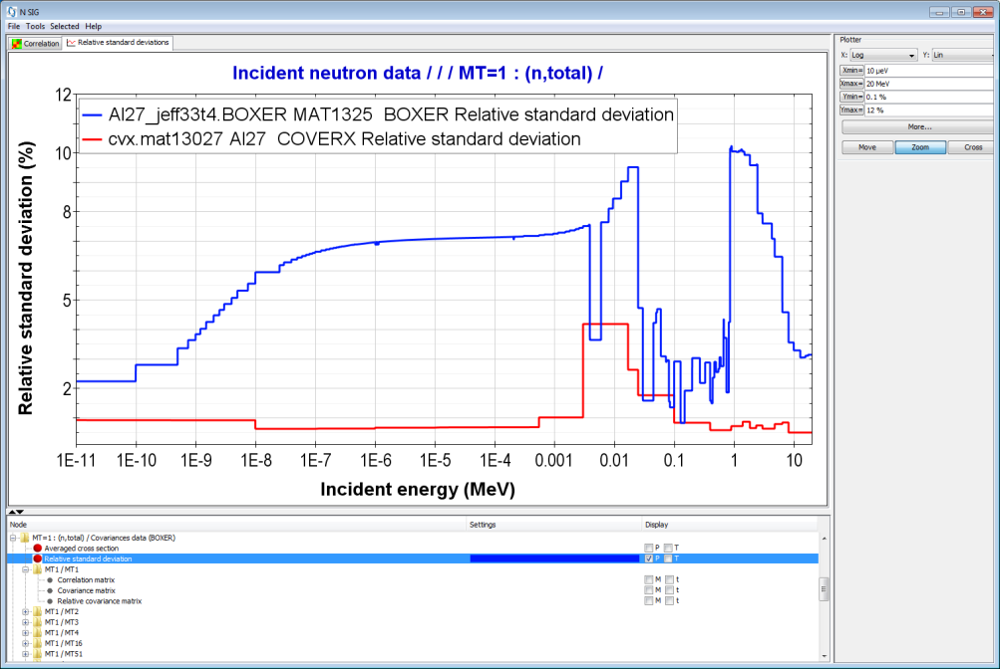 N SIG
File Tools Selected Help
Correlation Relative standard deviations
Incident neutron data / / / MT=1 : (n,total) /
Al27_jeff33t4.BOXER MAT1325 BOXER Relative standard deviation
cvx.mat13027 Al27 COVERX Relative standard deviation
Relative standard deviation (%)
12
10
8
5
2
1E-11 1E-10 1E-9 1E-8 1E-7 1E-6 1E-5 1E-4 0.001 0.01 0.1 1 10
Incident energy (MeV)
Plotter
X: Log Y: Lin
Xmin= 10 µeV
Xmax= 20 MeV
Ymin= 0.1 %
Ymax= 12 %
More...
Move Zoom Cross
Node Settings Display
MT=1 : (n,total) / Covariances data (BOXER)
Averaged cross section P T
Relative standard deviation P T
MT1 / MT1
Correlation matrix M t
Covariance matrix M t
Relative covariance matrix M t
MT1 / MT2
MT1 / MT3
MT1 / MT4
MT1 / MT16
MT1 / MT51